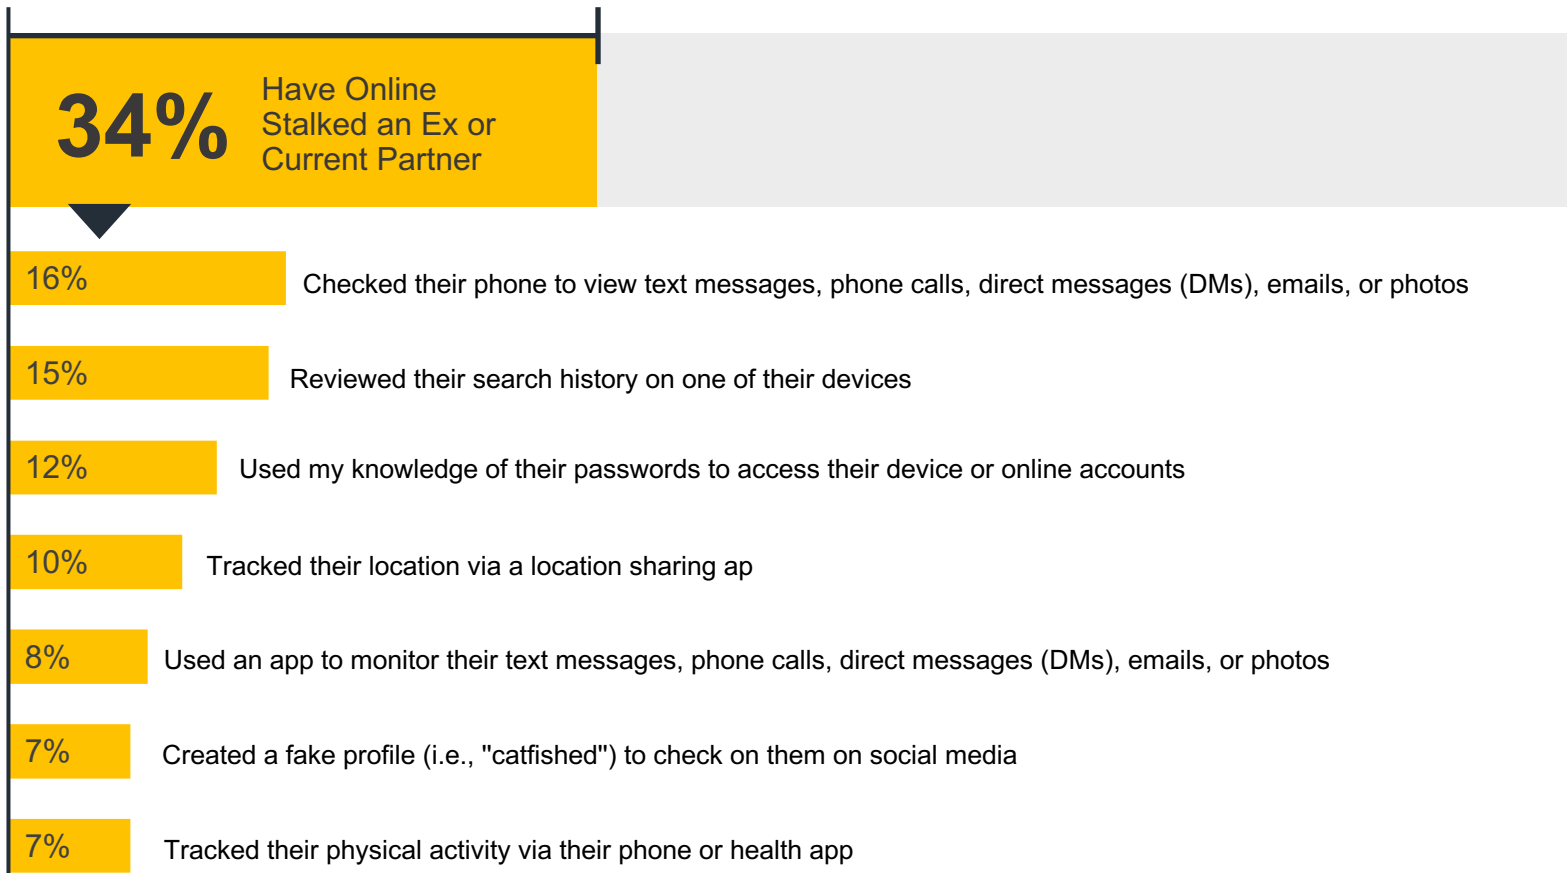 34%
Have Online
Stalked an Ex or
Current Partner
16%
Checked their phone to view text messages, phone calls, direct messages (DMs), emails, or photos
15%
Reviewed their search history on one of their devices
12%
Used my knowledge of their passwords to access their device or online accounts
10%
Tracked their location via a location sharing ap
8%
Used an app to monitor their text messages, phone calls, direct messages (DMs), emails, or photos
7%
Created a fake profile (i.e., "catfished") to check on them on social media
7%
Tracked their physical activity via their phone or health app